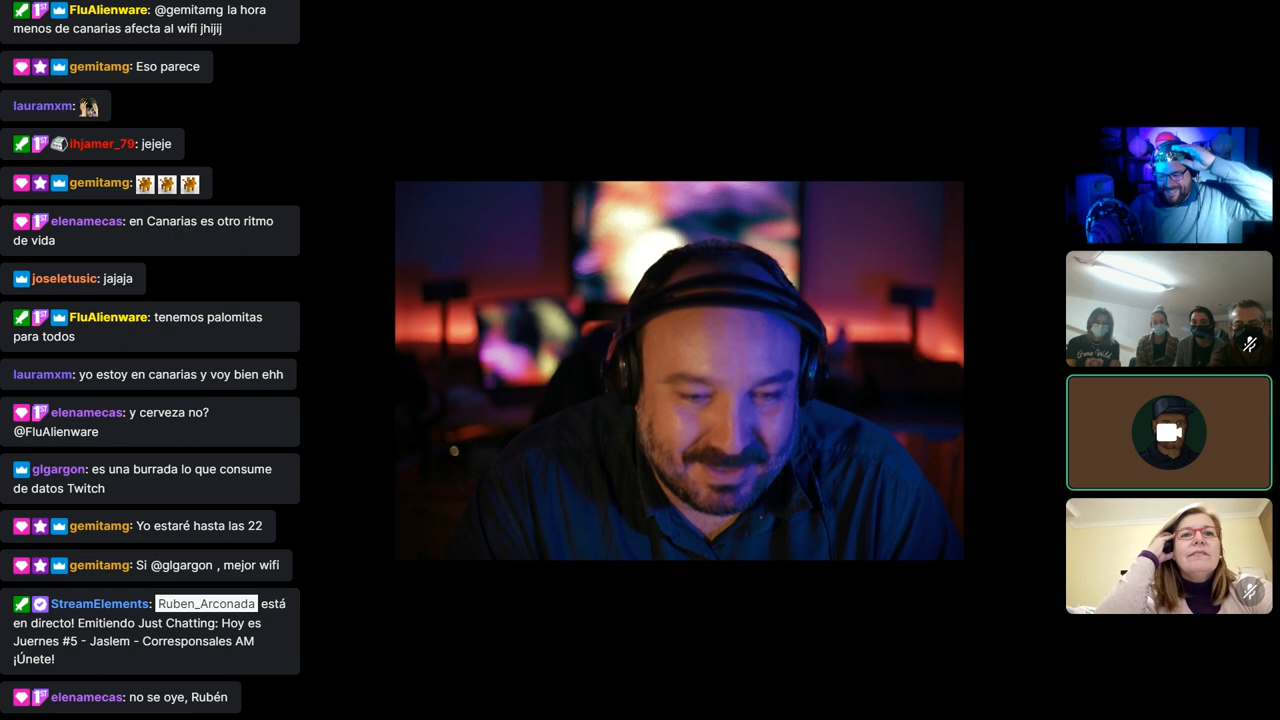 FluAlienware: @gemitamg la hora
menos de canarias afecta al wifi jhijij
gemitamg: Eso parece
lauramxm:
ihjamer_79: jejeje
gemitamg:
elenamecas: en Canarias es otro ritmo
de vida
joseletusic: jajaja
FluAlienware: tenemos palomitas
para todos
lauramxm: yo estoy en canarias y voy bien ehh
elenamecas: y cerveza no?
@FluAlienware
glgargon: es una burrada lo que consume
de datos Twitch
gemitamg: Yo estaré hasta las 22
gemitamg: Si @glgargon , mejor wifi
StreamElements: Ruben_Arconada está
en directo! Emitiendo Just Chatting: Hoy es
Juernes #5 - Jaslem - Corresponsales AM
¡Únete!
elenamecas: no se oye, Rubén